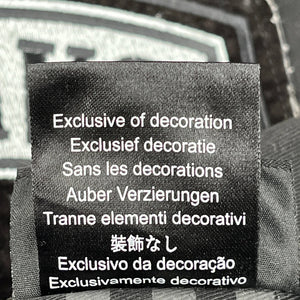 Exclusive of decoration
Exclusief decoratie
Sans les decorations
Auber Verzierungen
Tranne elementi decorativi
装飾なし
Exclusivo da decoração
Exclusivamente decorativo